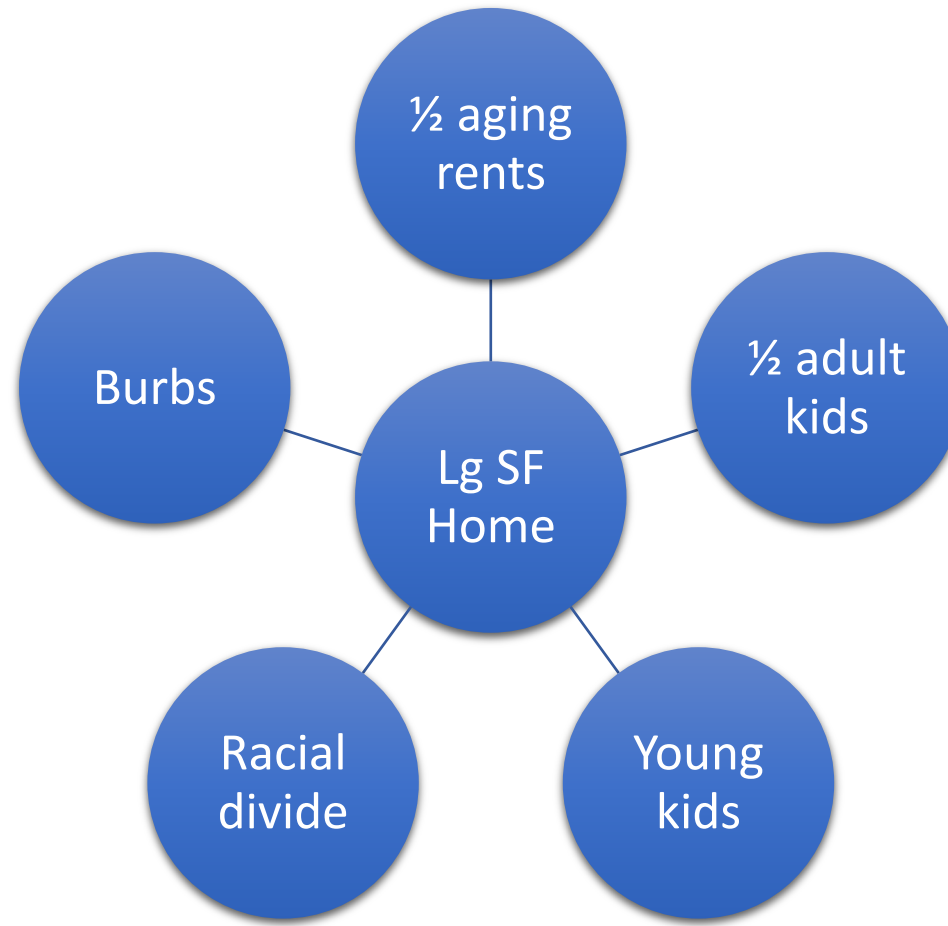 ½ aging
rents
½ adult
kids
Burbs
Lg SF
Home
Racial
divide
Young
kids